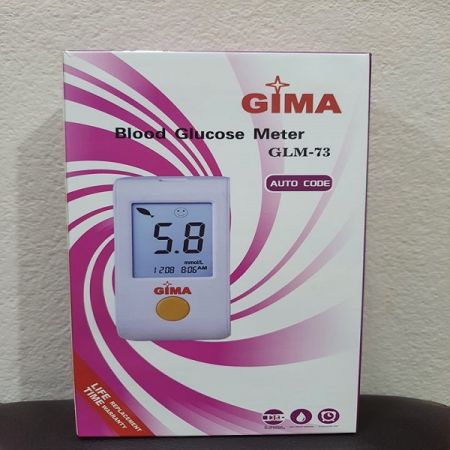 GIMA
Blood Glucose Meter
GLM-73
AUTO CODE
5.8
mmol/L
12 08 8:06 AM
GIMA
LIFE TIME REPLACEMENT WARRANTY